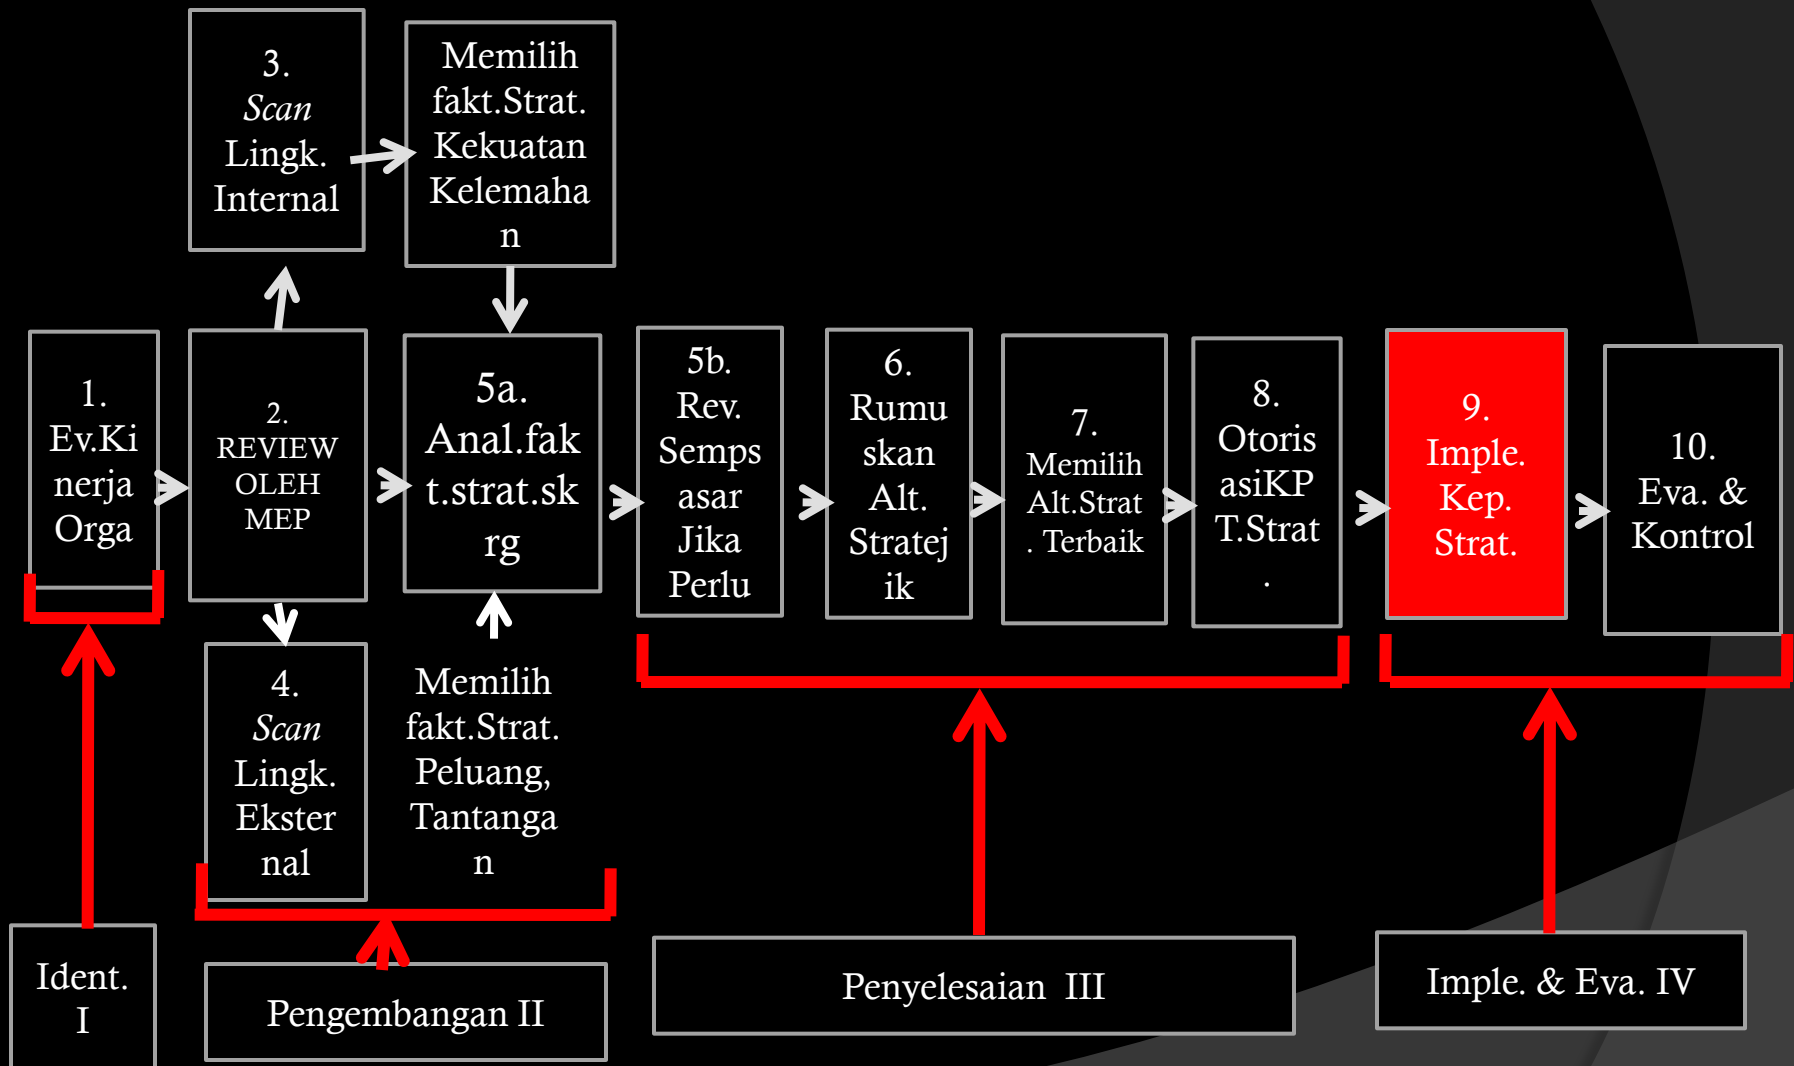 3.
Scan
Lingk.
Internal
Memilih
fakt.Strat.
Kekuatan
Kelemaha
n
1.
Ev.Ki
nerja
Orga
2.
REVIEW
OLEH
MEP
5a.
Anal.fak
t.strat.sk
rg
5b.
Rev.
Semps
asar
Jika
Perlu
6.
Rumu
skan
Alt.
Stratej
ik
7.
Memilih
Alt.Strat
. Terbaik
8.
Otoris
asiKP
T.Strat
.
9.
Imple.
Kep.
Strat.
10.
Eva. &
Kontrol
4.
Scan
Lingk.
Ekster
nal
Memilih
fakt.Strat.
Peluang,
Tantanga
n
Ident.
I
Pengembangan II
Penyelesaian III
Imple. & Eva. IV